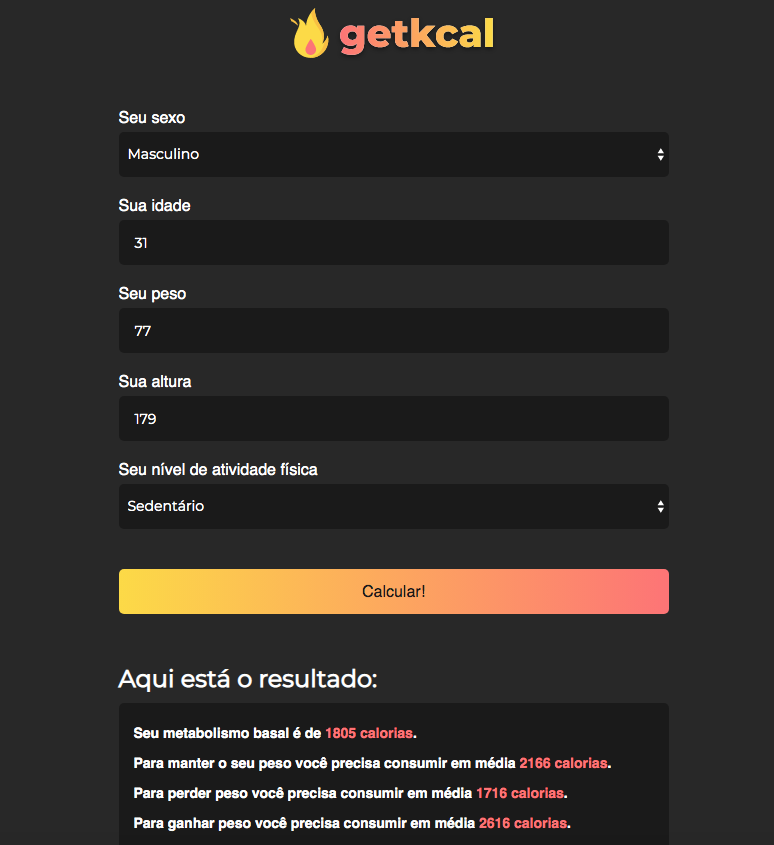 getkcal
Seu sexo
Masculino
Sua idade
31
Seu peso
77
Sua altura
179
Seu nível de atividade física
Sedentário
Calcular!
Aqui está o resultado:
Seu metabolismo basal é de 1805 calorias.
Para manter o seu peso você precisa consumir em média 2166 calorias.
Para perder peso você precisa consumir em média 1716 calorias.
Para ganhar peso você precisa consumir em média 2616 calorias.